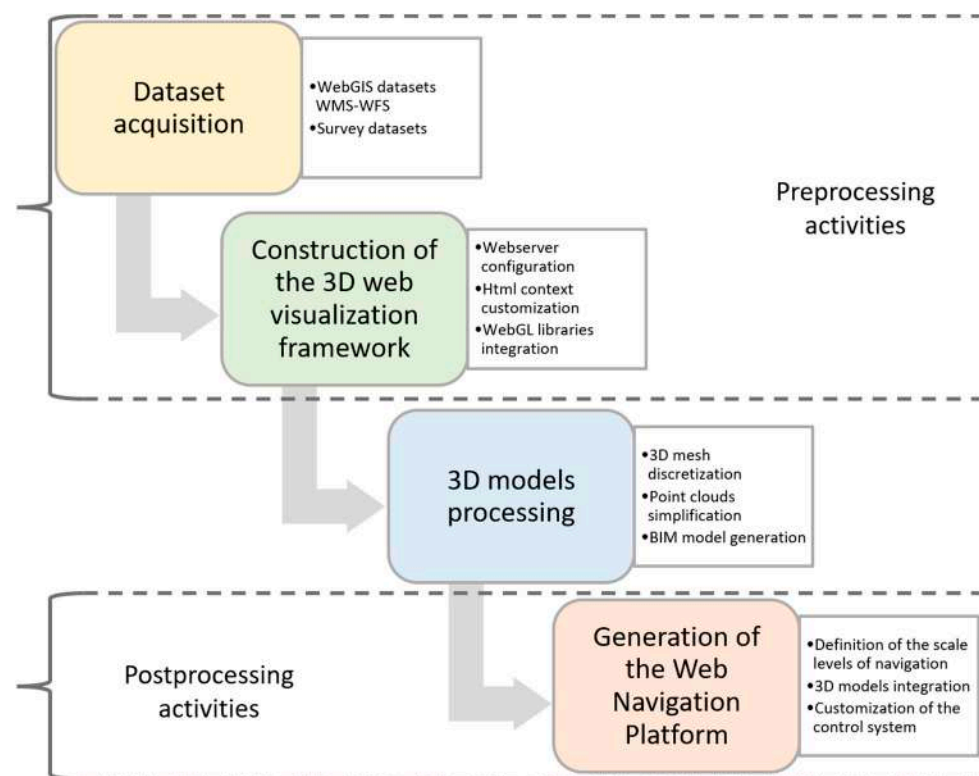 Dataset
acquisition
•WebGIS datasets
WMS-WFS
•Survey datasets
Preprocessing
activities
Construction of
the 3D web
visualization
framework
•Webserver
configuration
•Html context
customization
•WebGL libraries
integration
3D models
processing
•3D mesh
discretization
•Point clouds
simplification
•BIM model generation
Postprocessing
activities
Generation of
the Web
Navigation
Platform
•Definition of the scale
levels of navigation
•3D models integration
•Customization of the
control system